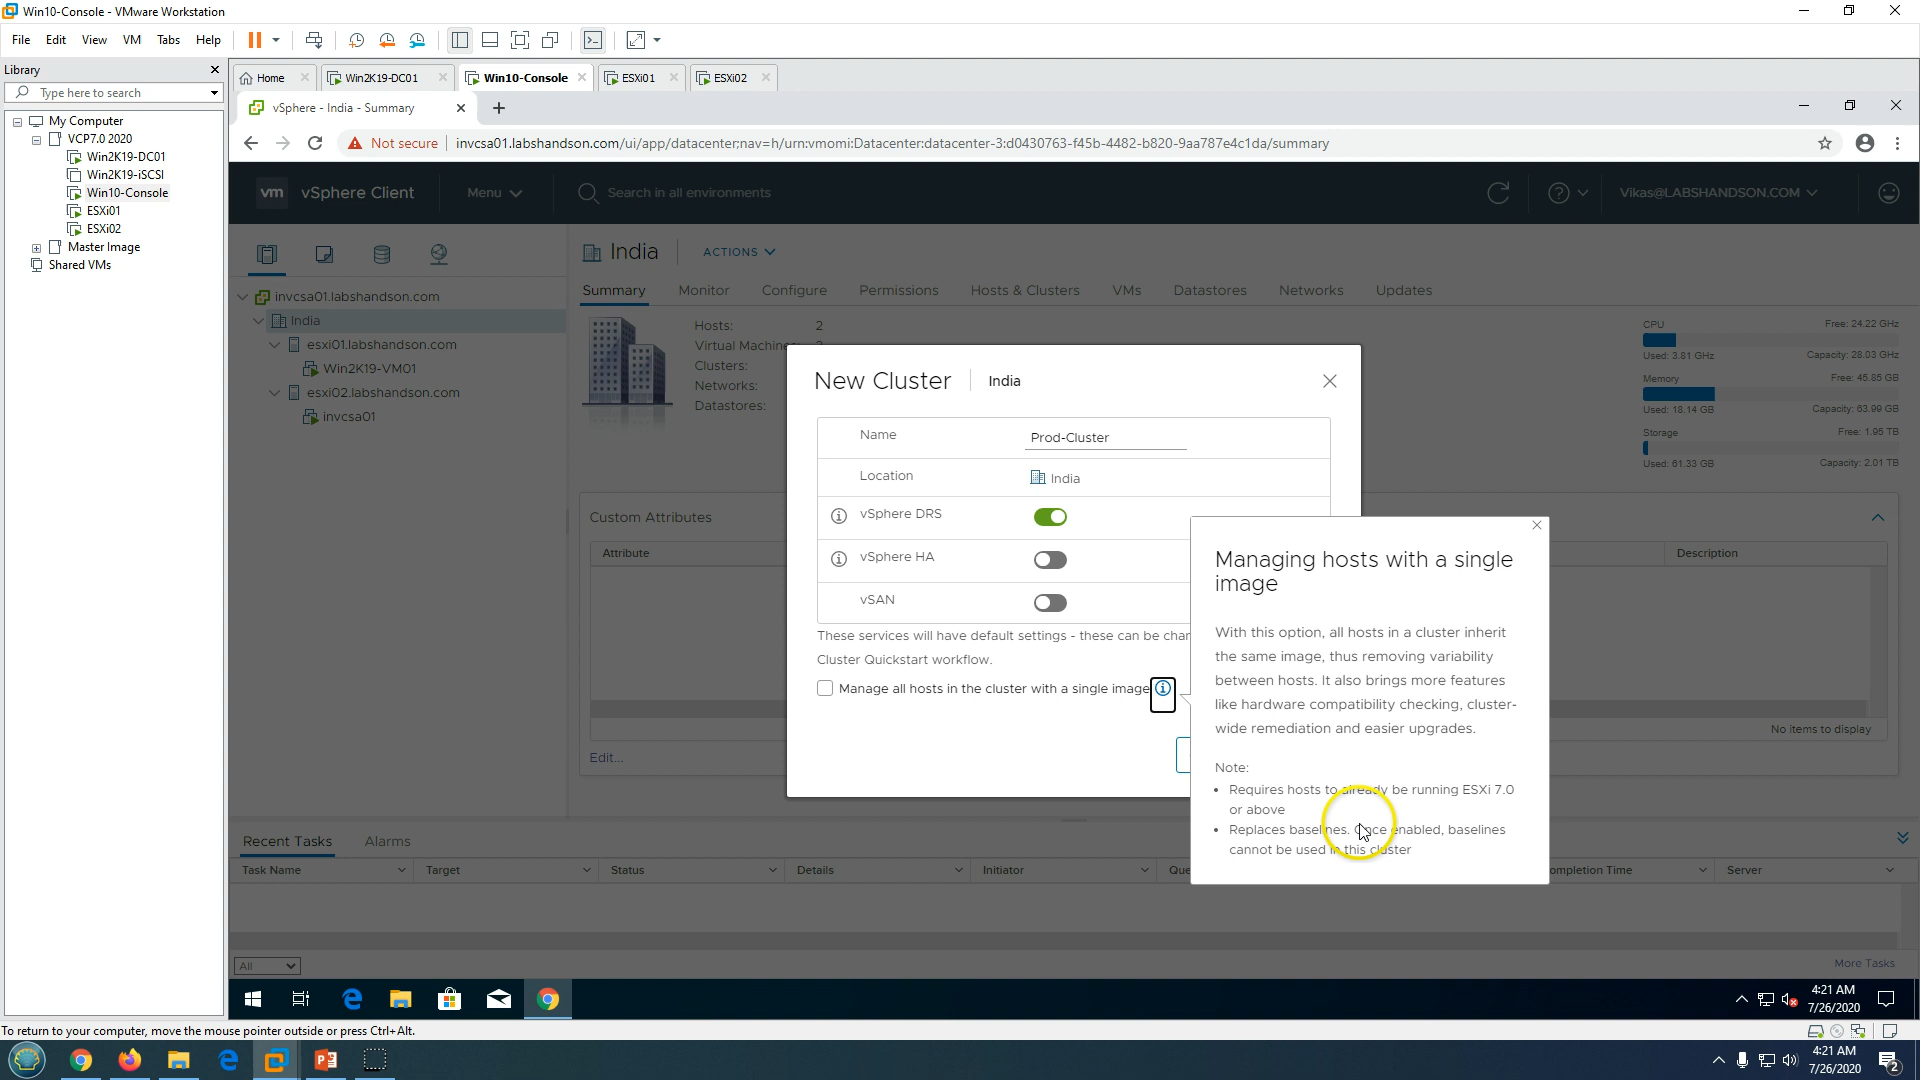 Win10-Console - VMware Workstation
File Edit View VM Tabs Help
Library
Type here to search
My Computer
VCP7.0 2020
Win2K19-DC01
Win2K19-iSCSI
Win10-Console
ESXi01
ESXi02
Master Image
Shared VMs
Home Win2K19-DC01 Win10-Console ESXi01 ESXi02
vSphere - India - Summary
Not secure invcsa01.labshandson.com/ui/app/datacenter;nav=h/urn:vmomi:Datacenter:datacenter-3:d0430763-f45b-4482-b820-9aa787e4c1da/summary
vm vSphere Client Menu Search in all environments Vikas@LABSHANDSON.COM
invcsa01.labshandson.com
India
esxi01.labshandson.com
Win2K19-VM01
esxi02.labshandson.com
invcsa01
India ACTIONS
Summary Monitor Configure Permissions Hosts & Clusters VMs Datastores Networks Updates
Hosts: 2
Virtual Machine
Clusters:
Networks:
Datastores:
CPU Free: 24.22 GHz
Used: 3.81 GHz Capacity: 28.03 GHz
Memory Free: 45.85 GB
Used: 18.14 GB Capacity: 63.99 GB
Storage Free: 1.95 TB
Used: 61.33 GB Capacity: 2.01 TB
Custom Attributes
Attribute
Description
No items to display
Edit...
New Cluster India
Name Prod-Cluster
Location India
vSphere DRS
vSphere HA
vSAN
These services will have default settings - these can be char
Cluster Quickstart workflow.
Manage all hosts in the cluster with a single image
Managing hosts with a single
image
With this option, all hosts in a cluster inherit
the same image, thus removing variability
between hosts. It also brings more features
like hardware compatibility checking, cluster-
wide remediation and easier upgrades.
Note:
• Requires hosts to already be running ESXi 7.0
or above
• Replaces baselines. Once enabled, baselines
cannot be used in this cluster
Recent Tasks Alarms
Task Name Target Status Details Initiator Que ompletion Time Server
All
More Tasks
4:21 AM
7/26/2020
To return to your computer, move the mouse pointer outside or press Ctrl+Alt.
4:21 AM
7/26/2020
2